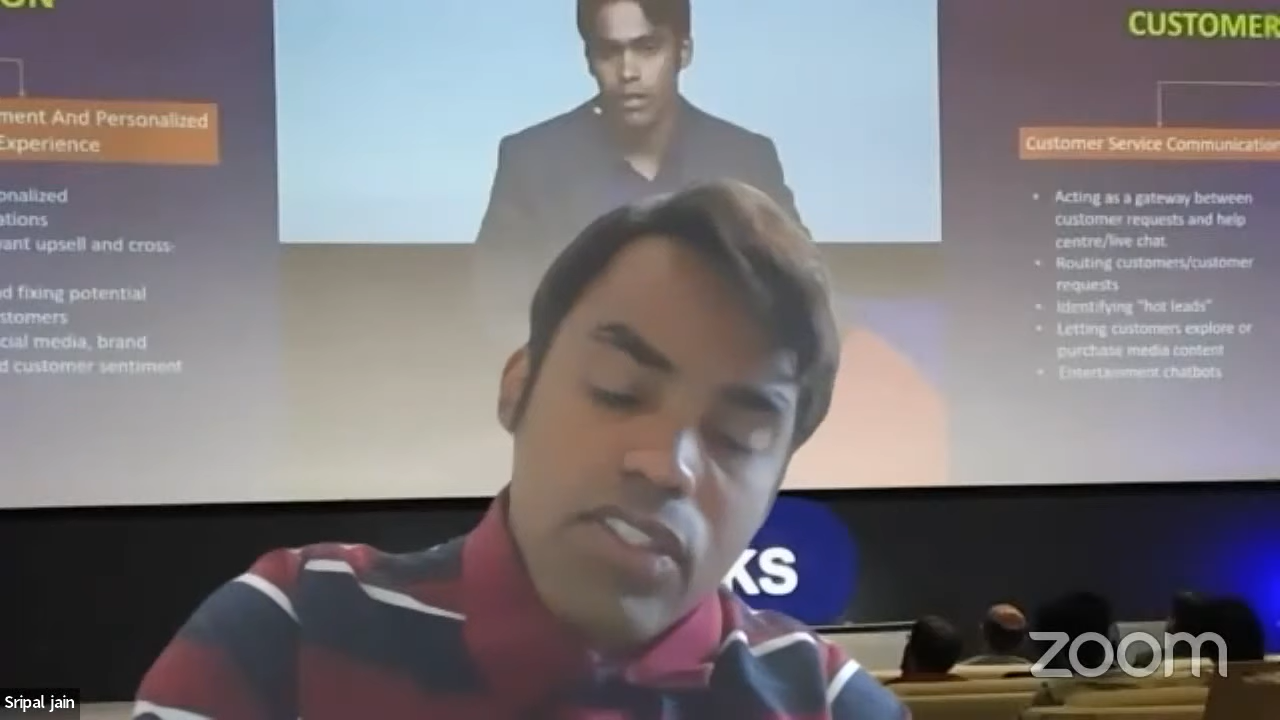 ON
ment And Personalized
Experience
onalized
ations
vant upsell and cross-
nd fixing potential
stomers
cial media, brand
d customer sentiment
CUSTOMER
Customer Service Communication
• Acting as a gateway between
customer requests and help
centre/live chat
• Routing customers/customer
requests
• Identifying "hot leads"
• Letting customers explore or
purchase media content
• Entertainment chatbots
KS
zoom
Sripal jain